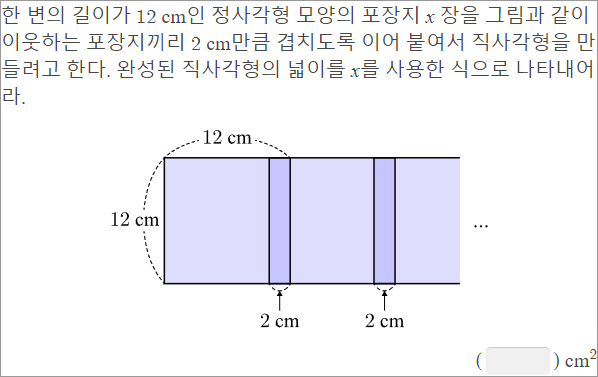 한 변의 길이가 12 cm인 정사각형 모양의 포장지 x 장을 그림과 같이
이웃하는 포장지끼리 2 cm만큼 겹치도록 이어 붙여서 직사각형을 만
들려고 한다. 완성된 직사각형의 넓이를 x를 사용한 식으로 나타내어
라.
12 cm
12 cm
...
2 cm 2 cm
( ) cm²